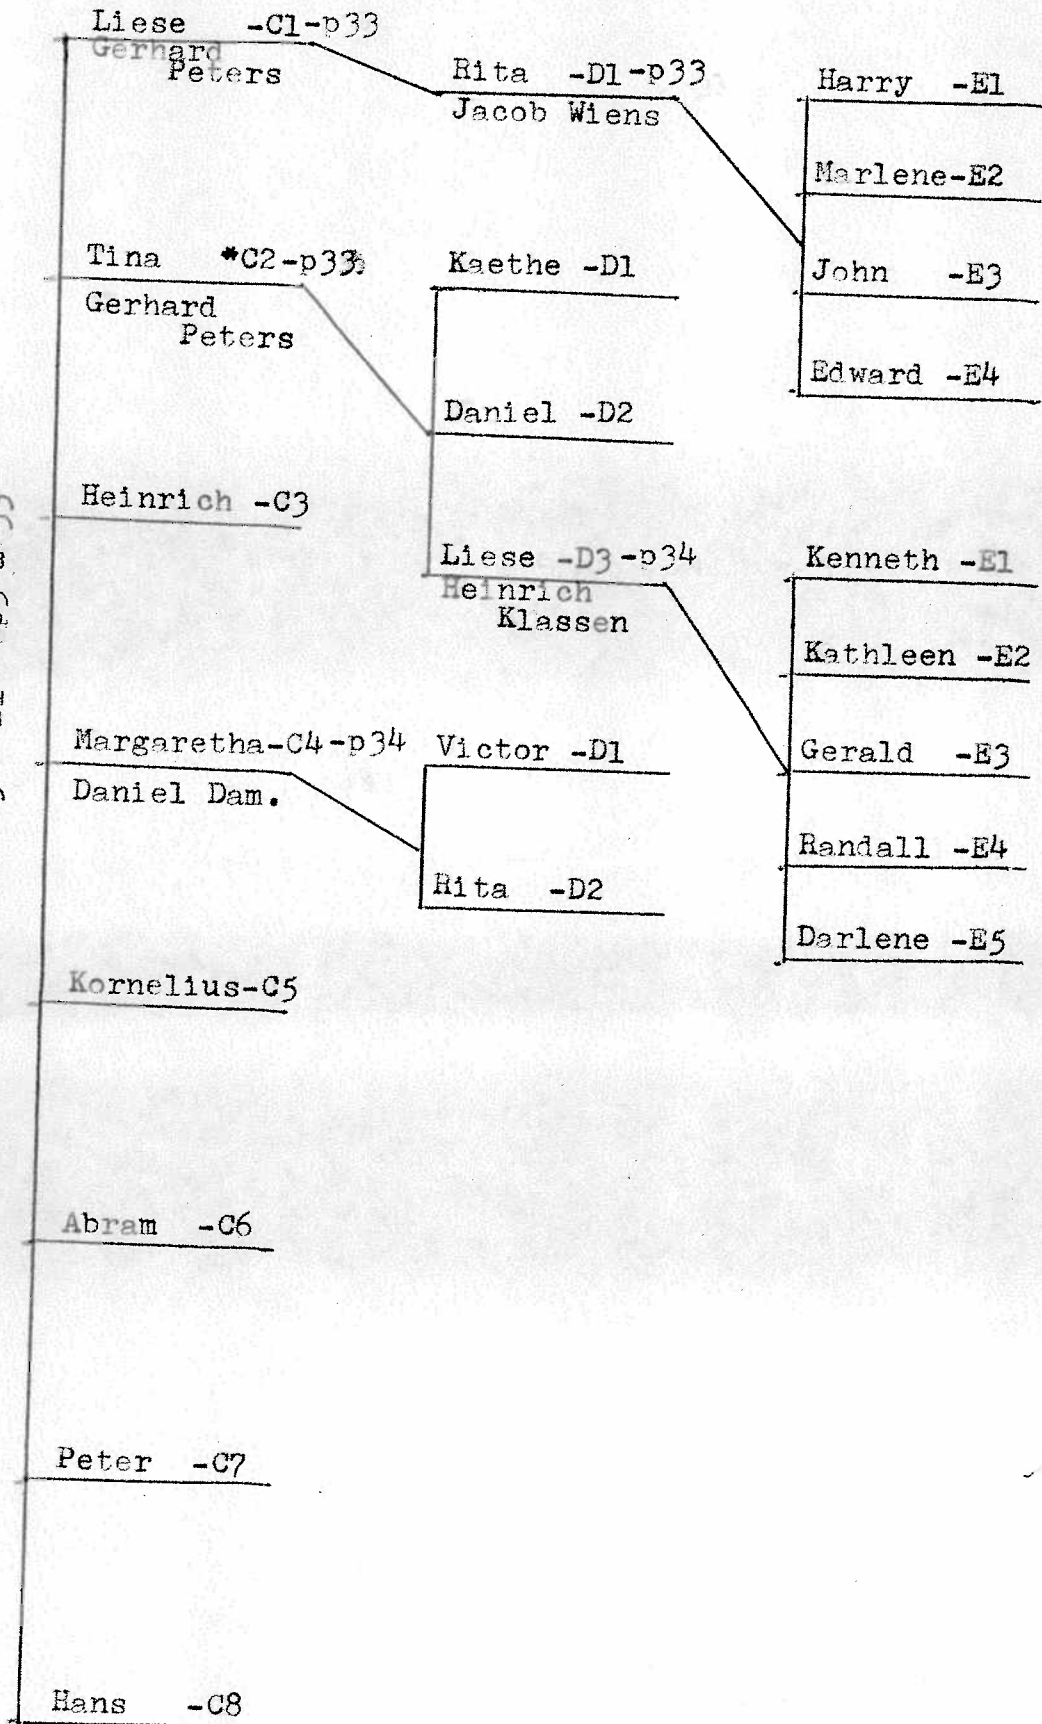 Liese -C1-p33
Gerhard
Peters
Rita -D1-p33
Jacob Wiens
Harry -E1
Marlene-E2
John -E3
Edward -E4
Tina *C2-p33
Gerhard
Peters
Kaethe -D1
Daniel -D2
Liese -D3-p34
Heinrich
Klassen
Kenneth -E1
Kathleen -E2
Gerald -E3
Randall -E4
Darlene -E5
Heinrich -C3
Margaretha-C4-p34
Daniel Dam.
Victor -D1
Rita -D2
Kornelius-C5
Abram -C6
Peter -C7
Hans -C8